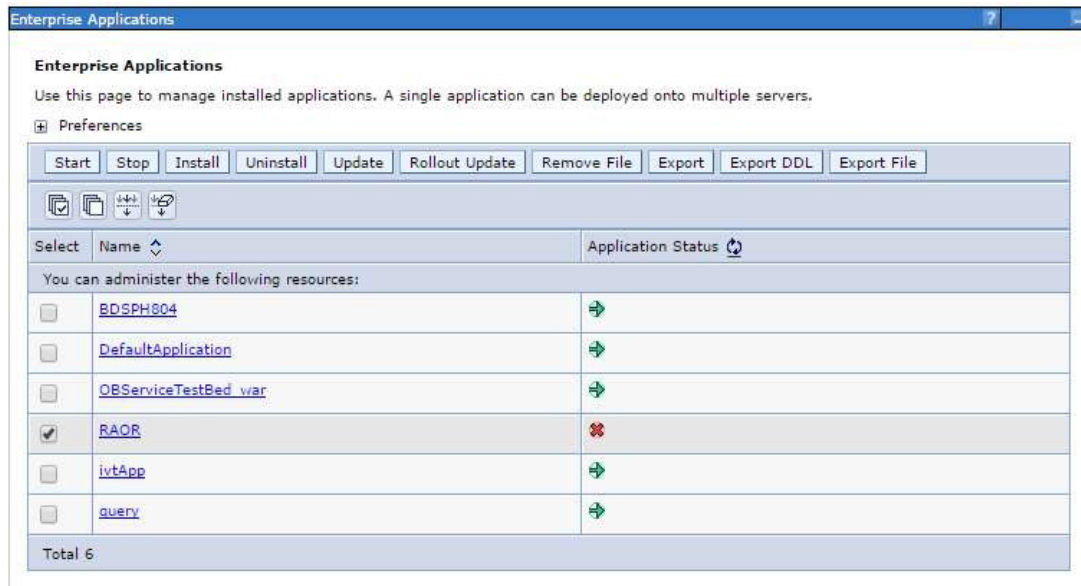 Enterprise Applications ?
Enterprise Applications
Use this page to manage installed applications. A single application can be deployed onto multiple servers.
Preferences
Start Stop Install Uninstall Update Rollout Update Remove File Export Export DDL Export File
Select Name Application Status
You can administer the following resources:
BDSPH804
DefaultApplication
OBServiceTestBed_war
RAOR
ivtApp
query
Total 6